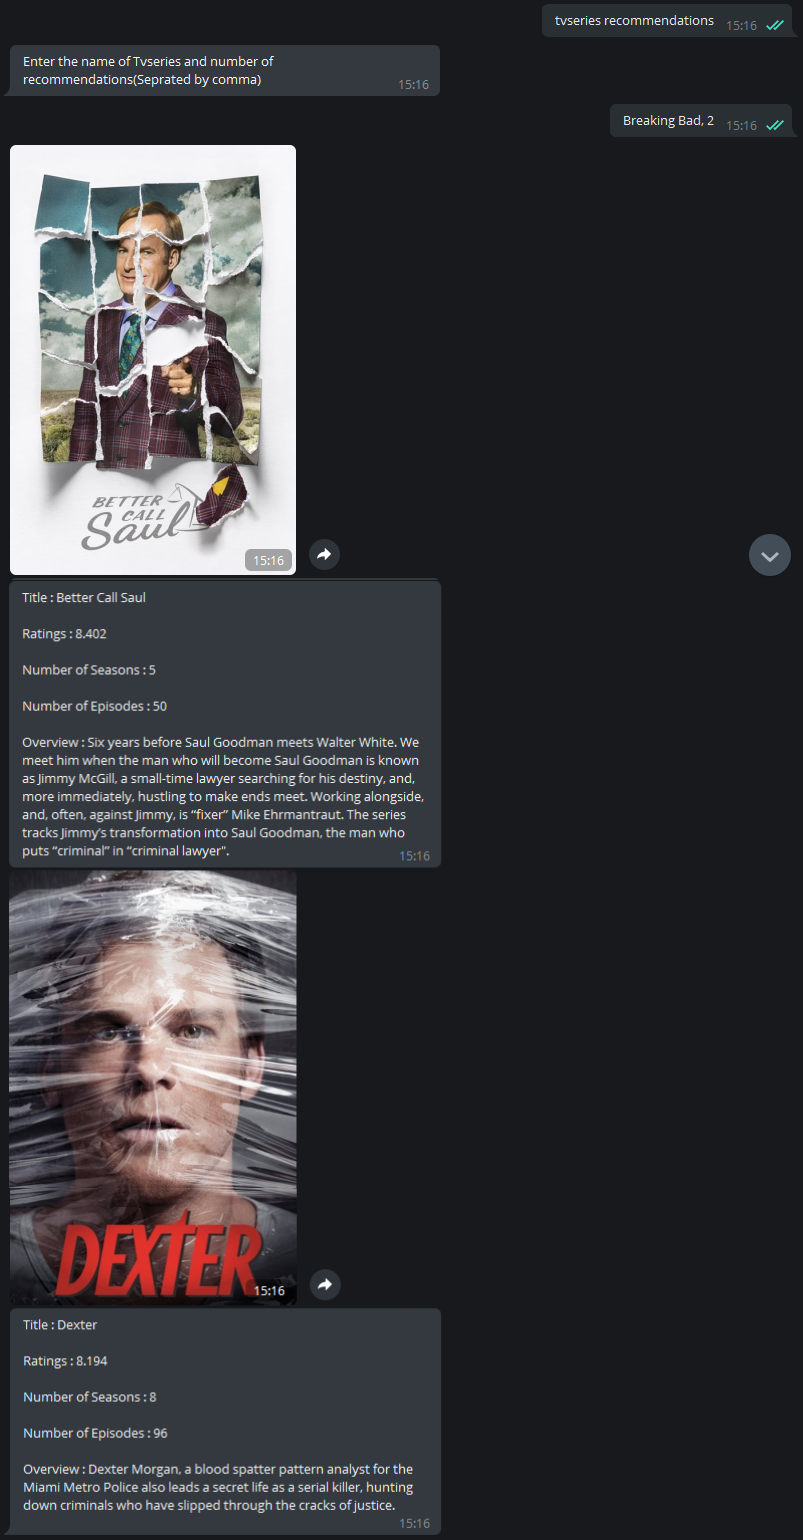 tvseries recommendations 15:16
Enter the name of Tvseries and number of
recommendations(Seprated by comma) 15:16
Breaking Bad, 2 15:16
BETTER
CALL
Saul
15:16
Title : Better Call Saul
Ratings : 8.402
Number of Seasons : 5
Number of Episodes : 50
Overview : Six years before Saul Goodman meets Walter White. We
meet him when the man who will become Saul Goodman is known
as Jimmy McGill, a small-time lawyer searching for his destiny, and,
more immediately, hustling to make ends meet. Working alongside,
and, often, against Jimmy, is “fixer” Mike Ehrmantraut. The series
tracks Jimmy’s transformation into Saul Goodman, the man who
puts “criminal” in “criminal lawyer".
15:16
DEXTER
15:16
Title : Dexter
Ratings : 8.194
Number of Seasons : 8
Number of Episodes : 96
Overview : Dexter Morgan, a blood spatter pattern analyst for the
Miami Metro Police also leads a secret life as a serial killer, hunting
down criminals who have slipped through the cracks of justice.
15:16